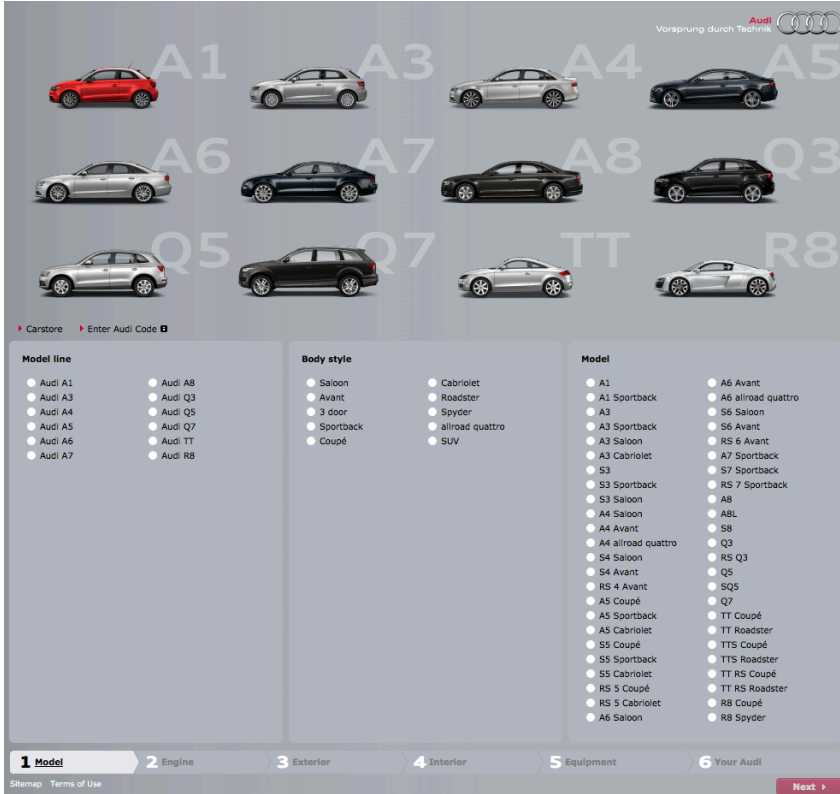 Audi
Vorsprung durch Technik
A1
A3
A4
A5
A6
A7
A8
Q3
Q5
Q7
TT
R8
Carstore
Enter Audi Code
Model line
Audi A1
Audi A3
Audi A4
Audi A5
Audi A6
Audi A7
Audi A8
Audi Q3
Audi Q5
Audi Q7
Audi TT
Audi R8
Body style
Saloon
Avant
3 door
Sportback
Coupé
Cabriolet
Roadster
Spyder
allroad quattro
SUV
Model
A1
A1 Sportback
A3
A3 Sportback
A3 Saloon
A3 Cabriolet
S3
S3 Sportback
S3 Saloon
A4 Saloon
A4 Avant
A4 allroad quattro
S4 Saloon
S4 Avant
RS 4 Avant
A5 Coupé
A5 Sportback
A5 Cabriolet
S5 Coupé
S5 Sportback
S5 Cabriolet
RS 5 Coupé
RS 5 Cabriolet
A6 Saloon
A6 Avant
A6 allroad quattro
S6 Saloon
S6 Avant
RS 6 Avant
A7 Sportback
S7 Sportback
RS 7 Sportback
A8
A8L
S8
Q3
RS Q3
Q5
SQ5
Q7
TT Coupé
TT Roadster
TTS Coupé
TTS Roadster
TT RS Coupé
TT RS Roadster
R8 Coupé
R8 Spyder
1 Model
2 Engine
3 Exterior
4 Interior
5 Equipment
6 Your Audi
Sitemap Terms of Use
Next